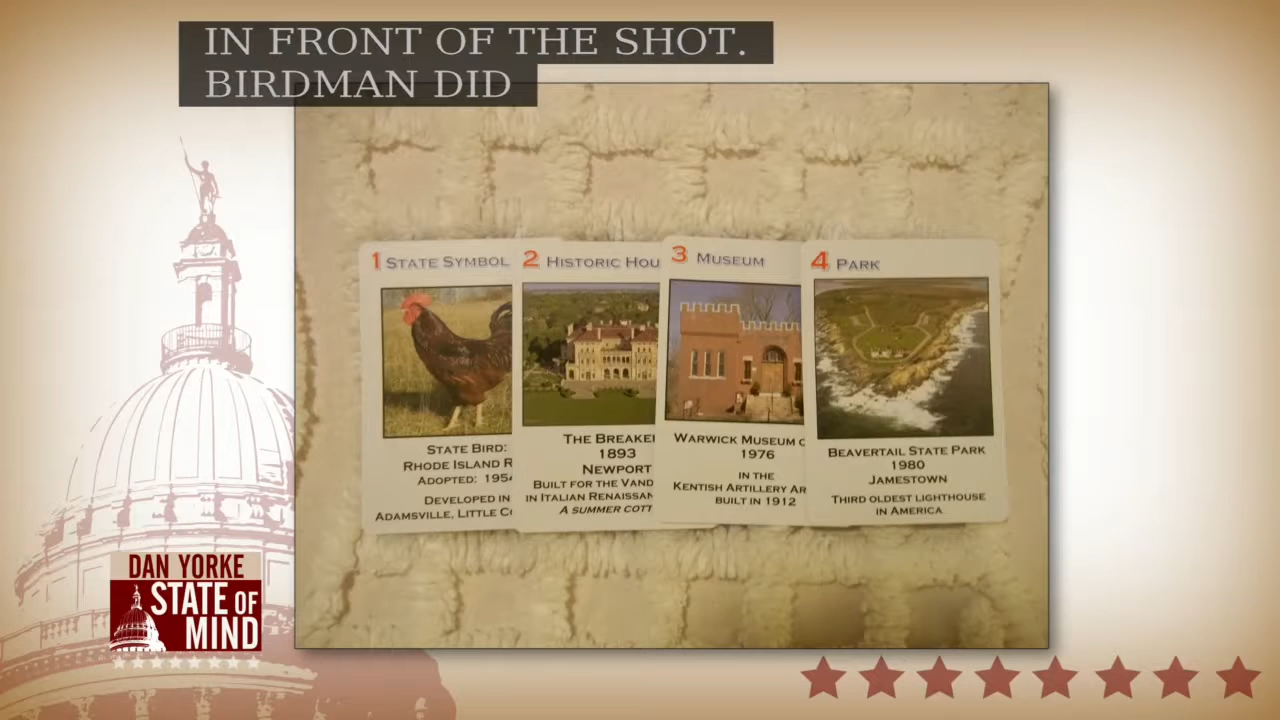 IN FRONT OF THE SHOT.
BIRDMAN DID
1 STATE SYMBOL
STATE BIRD:
RHODE ISLAND R
ADOPTED: 195
DEVELOPED IN
ADAMSVILLE, LITTLE C
2 HISTORIC HOU
THE BREAKE
1893
NEWPORT
BUILT FOR THE VAND
IN ITALIAN RENAISSAN
A SUMMER COTT
3 MUSEUM
WARWICK MUSEUM O
1976
IN THE
KENTISH ARTILLERY AR
BUILT IN 1912
4 PARK
BEAVERTAIL STATE PARK
1980
JAMESTOWN
THIRD OLDEST LIGHTHOUSE
IN AMERICA
DAN YORKE
STATE OF
MIND